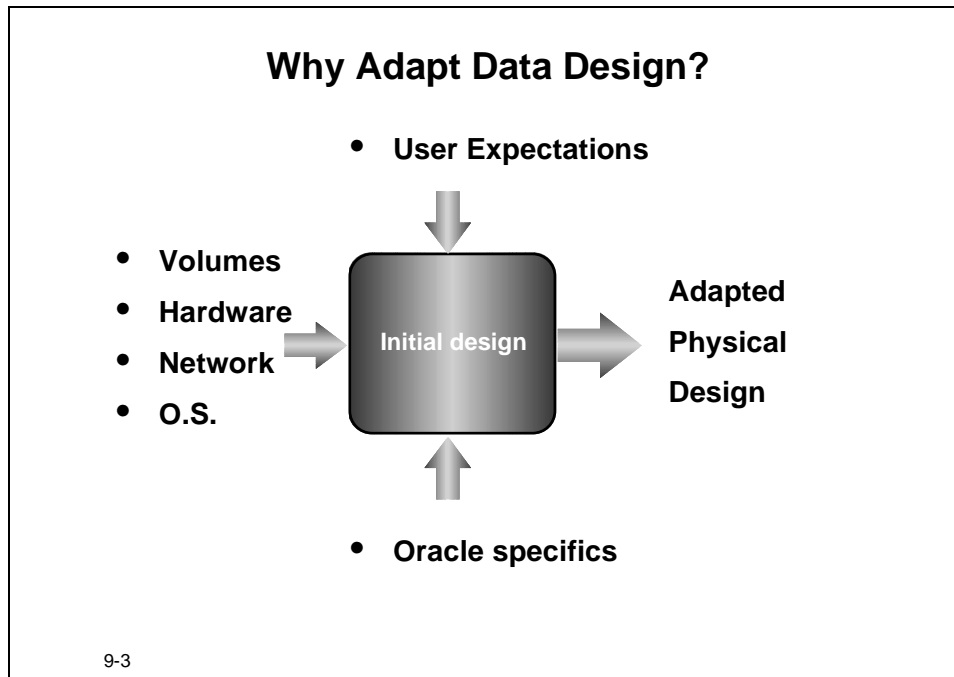 Why Adapt Data Design?
• User Expectations
• Volumes
• Hardware
• Network
• O.S.
Initial design
Adapted
Physical
Design
• Oracle specifics
9-3